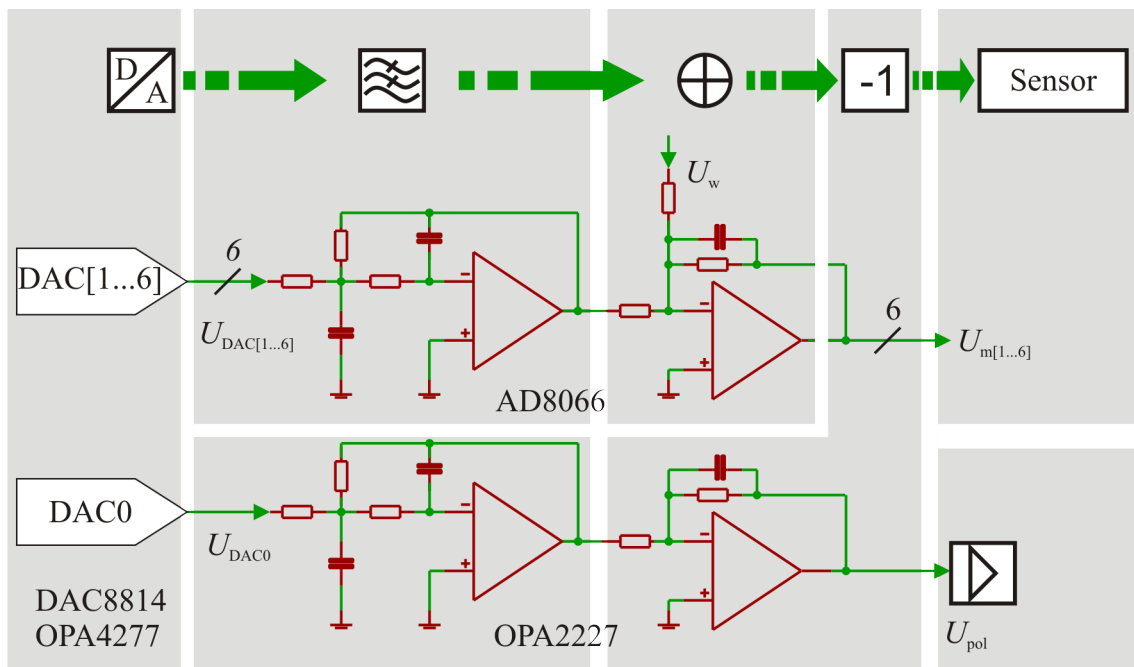 D
A
-1
Sensor
U_w
DAC[1...6]
6
U_DAC[1...6]
6
U_m[1...6]
AD8066
DAC0
U_DAC0
DAC8814
OPA4277
OPA2227
U_pol